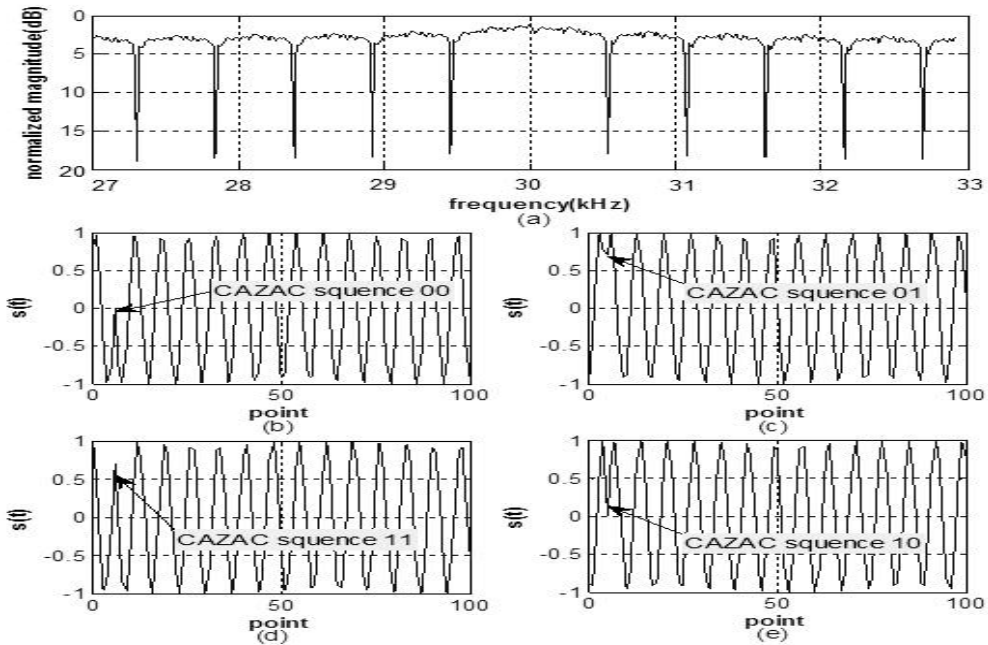 normalized magnitude(dB)
0
5
10
15
20
27 28 29 30 31 32 33
frequency(kHz)
(a)
s(t)
1
0.5
0
-0.5
-1
CAZAC squence 00
0 50 100
point
(b)
s(t)
1
0.5
0
-0.5
-1
CAZAC squence 01
0 50 100
point
(c)
s(t)
1
0.5
0
-0.5
-1
CAZAC squence 11
0 50 100
point
(d)
s(t)
1
0.5
0
-0.5
-1
CAZAC squence 10
0 50 100
point
(e)